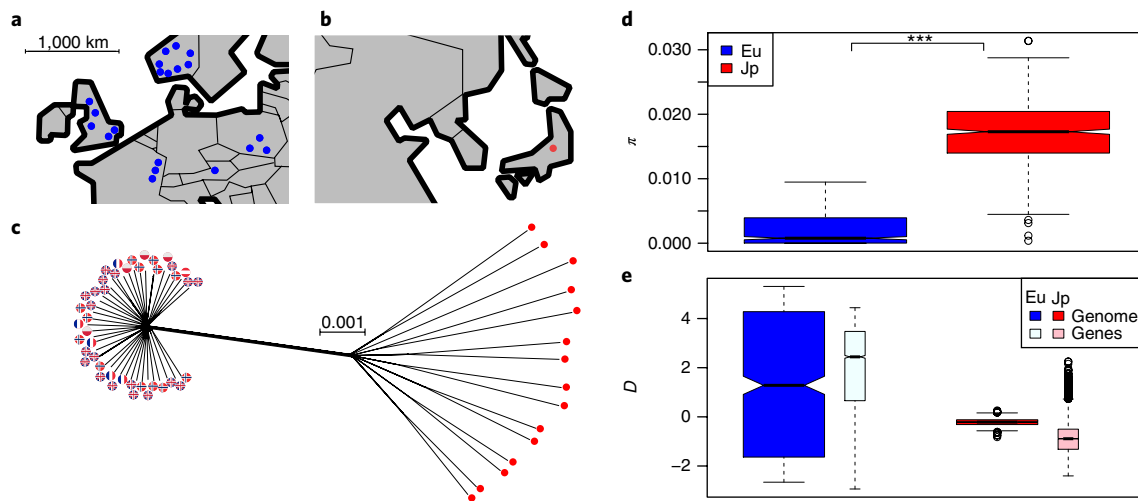 a
1,000 km
b
c
0.001
d
Eu
Jp
***
0.030
0.020
0.010
0.000
π
e
Eu Jp
Genome
Genes
4
2
0
−2
D